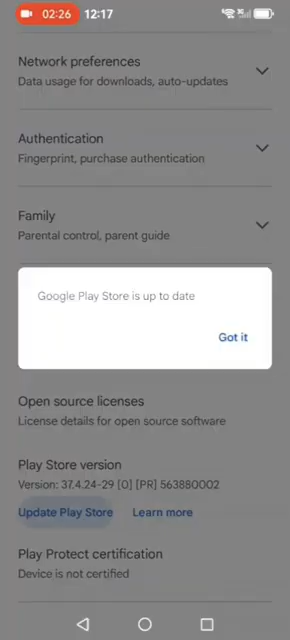 02:26 12:17
Network preferences
Data usage for downloads, auto-updates
Authentication
Fingerprint, purchase authentication
Family
Parental control, parent guide
Google Play Store is up to date
Got it
Open source licenses
License details for open source software
Play Store version
Version: 37.4.24-29 [0] [PR] 563880002
Update Play Store Learn more
Play Protect certification
Device is not certified